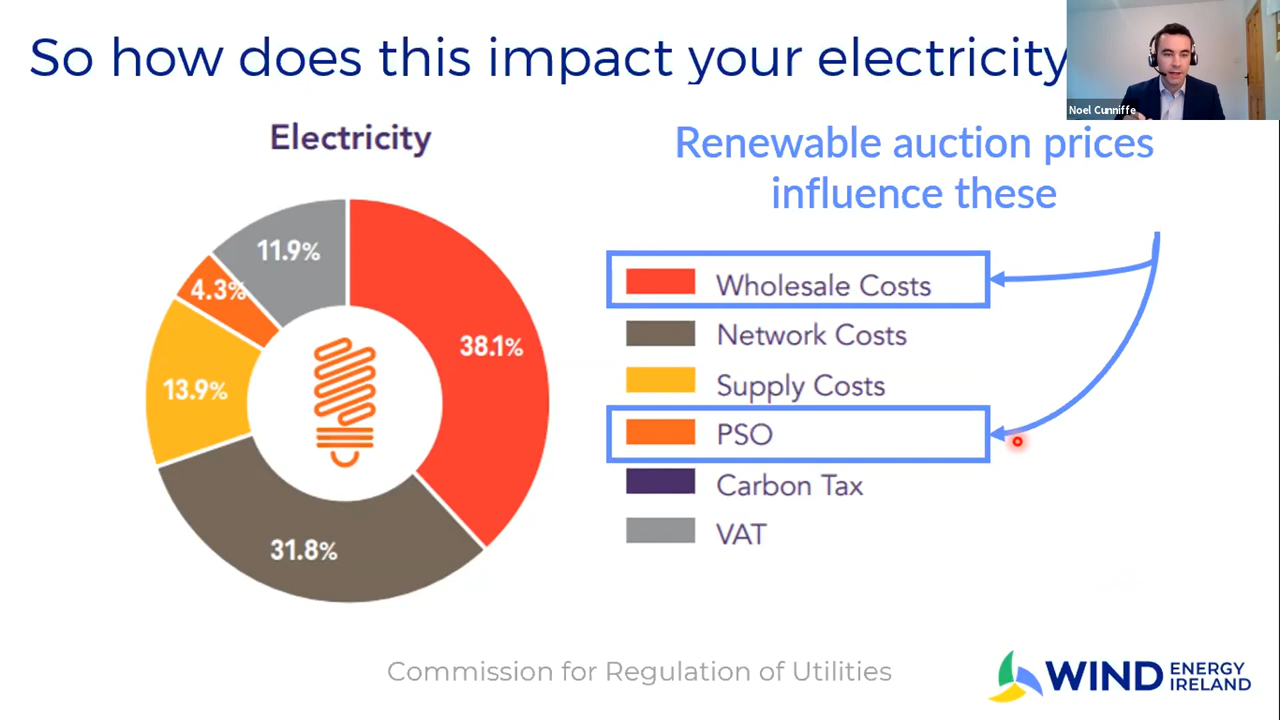 So how does this impact your electricity
Noel Cunniffe
Electricity
Renewable auction prices
influence these
11.9%
4.3%
38.1%
13.9%
31.8%
Wholesale Costs
Network Costs
Supply Costs
PSO
Carbon Tax
VAT
Commission for Regulation of Utilities
WIND ENERGY
IRELAND